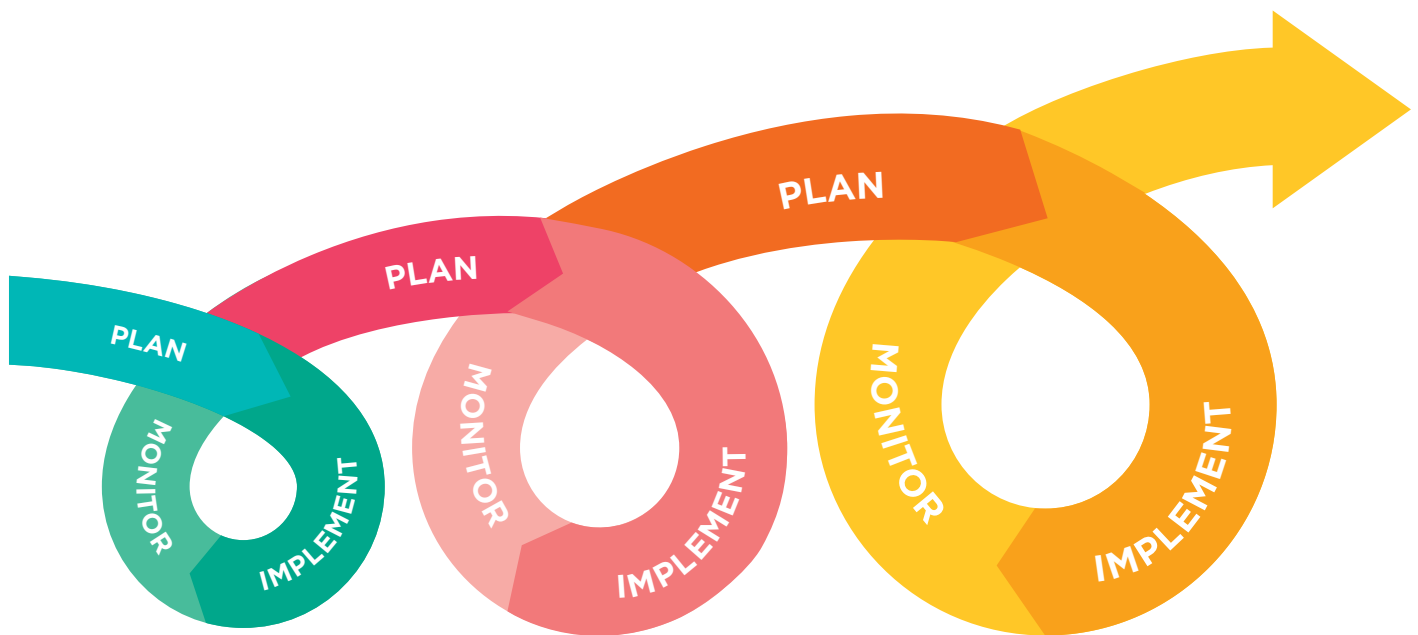 PLAN
IMPLEMENT
MONITOR
PLAN
IMPLEMENT
MONITOR
PLAN
IMPLEMENT
MONITOR